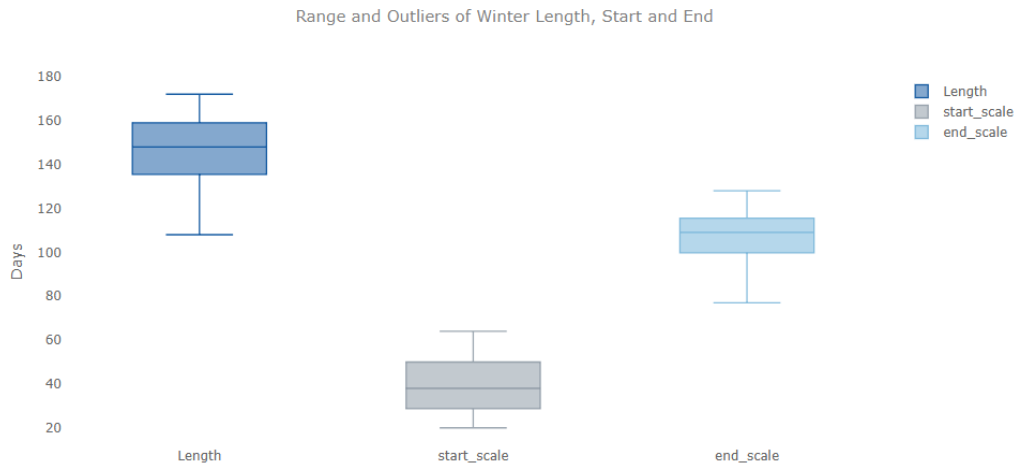 Range and Outliers of Winter Length, Start and End
180
160
140
120
100
80
60
40
20
Days
Length
start_scale
end_scale
Length
start_scale
end_scale